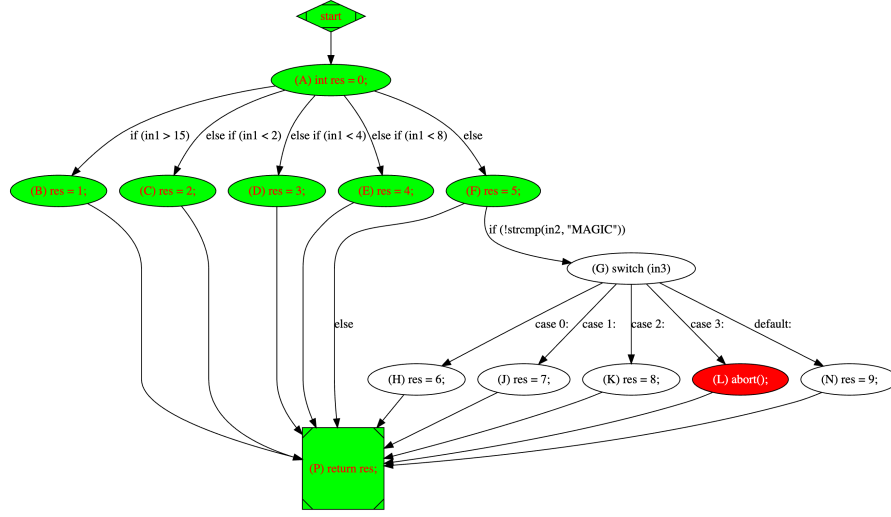 start
(A) int res = 0;
if (in1 > 15)
else if (in1 < 2)
else if (in1 < 4)
else if (in1 < 8)
else
(B) res = 1;
(C) res = 2;
(D) res = 3;
(E) res = 4;
(F) res = 5;
if (!strcmp(in2, "MAGIC"))
(G) switch (in3)
else
case 0:
case 1:
case 2:
case 3:
default:
(H) res = 6;
(J) res = 7;
(K) res = 8;
(L) abort();
(N) res = 9;
(P) return res;